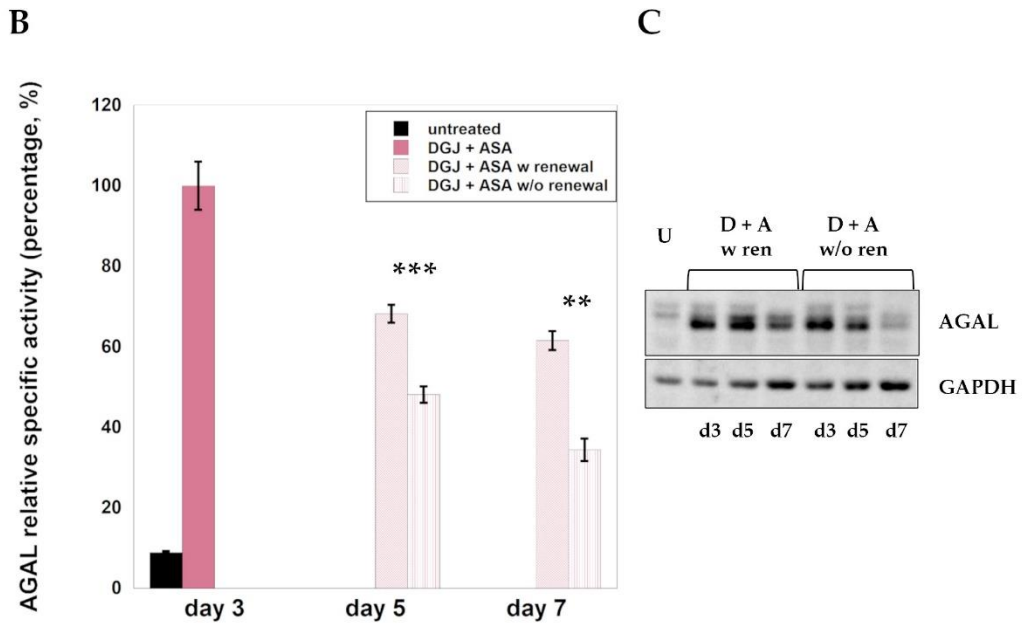 B
AGAL relative specific activity (percentage, %)
120
100
80
60
40
20
0
untreated
DGJ + ASA
DGJ + ASA w renewal
DGJ + ASA w/o renewal
***
**
day 3 day 5 day 7
C
U
D + A
w ren
D + A
w/o ren
AGAL
GAPDH
d3 d5 d7 d3 d5 d7